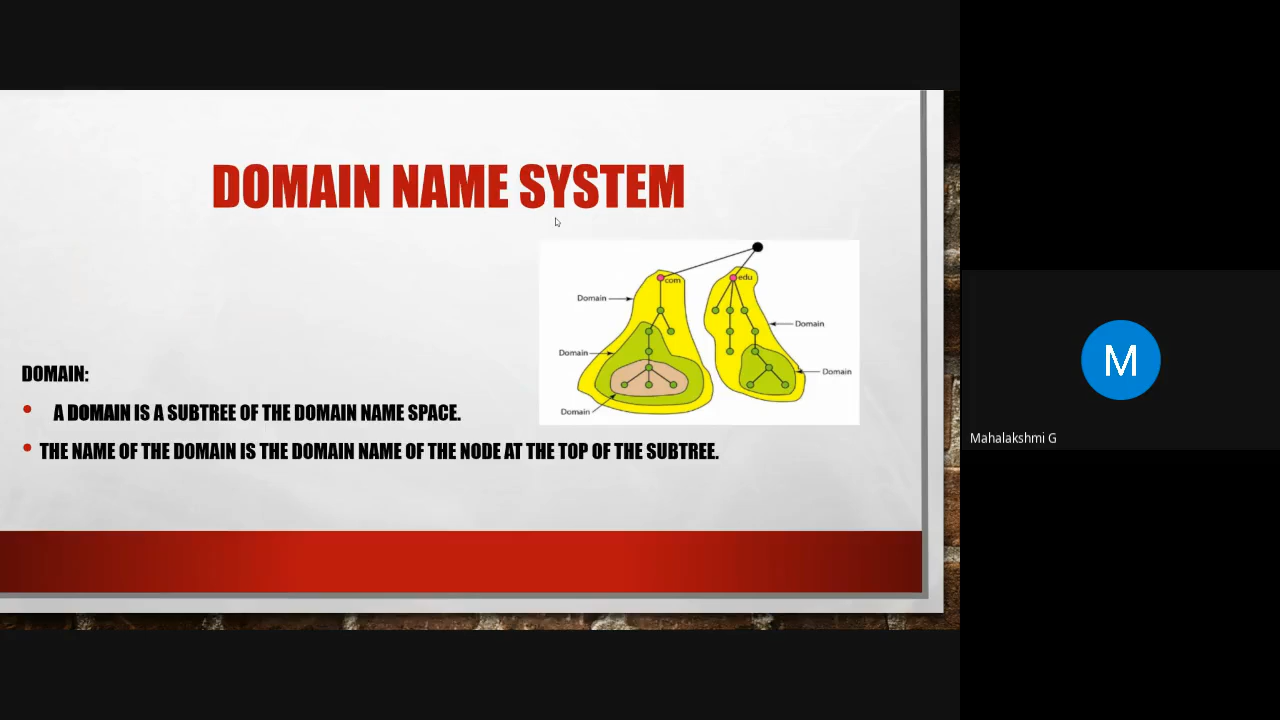 DOMAIN NAME SYSTEM
com
edu
Domain
Domain
Domain
Domain
Domain
DOMAIN:
• A DOMAIN IS A SUBTREE OF THE DOMAIN NAME SPACE.
• THE NAME OF THE DOMAIN IS THE DOMAIN NAME OF THE NODE AT THE TOP OF THE SUBTREE.
M
Mahalakshmi G